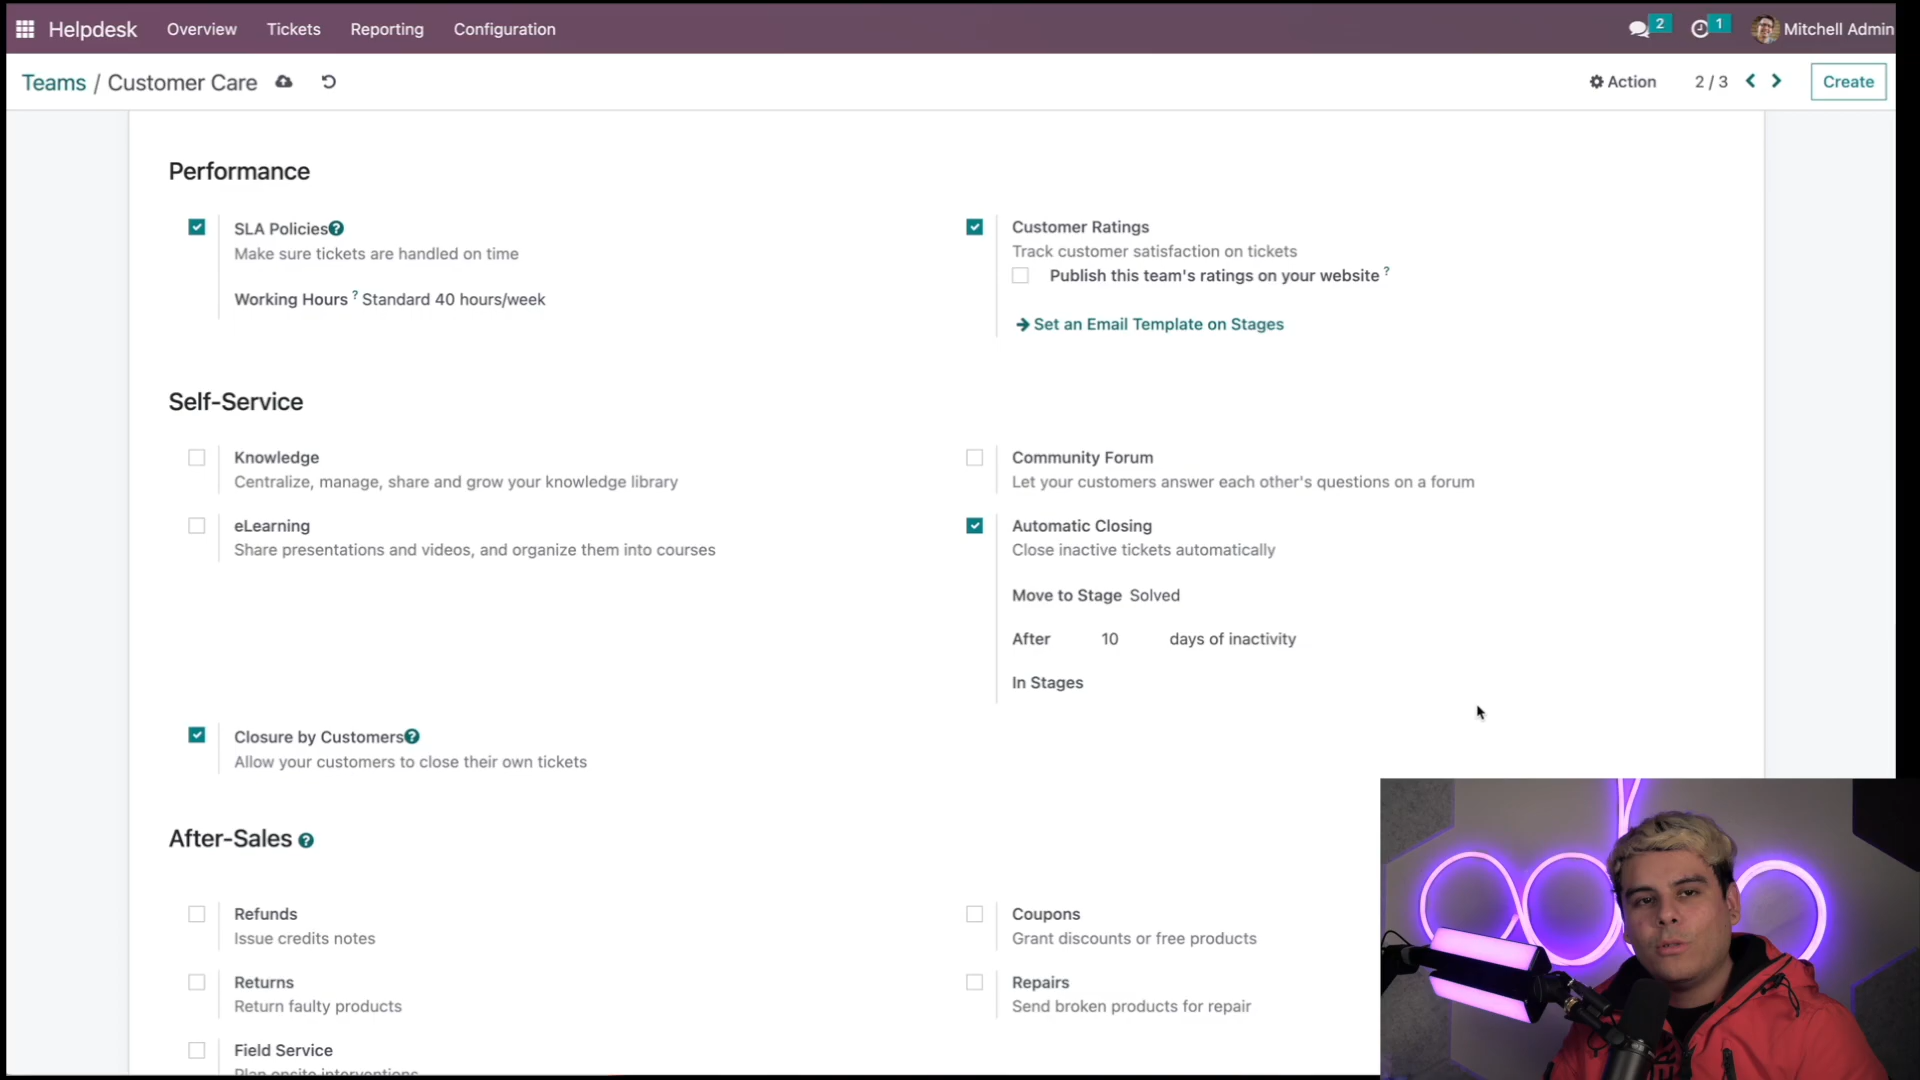 Helpdesk Overview Tickets Reporting Configuration 2 1 Mitchell Admin
Teams / Customer Care Action 2 / 3 Create
Performance
SLA Policies?
Make sure tickets are handled on time
Working Hours ? Standard 40 hours/week
Customer Ratings
Track customer satisfaction on tickets
Publish this team's ratings on your website ?
Set an Email Template on Stages
Self-Service
Knowledge
Centralize, manage, share and grow your knowledge library
Community Forum
Let your customers answer each other's questions on a forum
eLearning
Share presentations and videos, and organize them into courses
Automatic Closing
Close inactive tickets automatically
Move to Stage Solved
After 10 days of inactivity
In Stages
Closure by Customers?
Allow your customers to close their own tickets
After-Sales ?
Refunds
Issue credits notes
Coupons
Grant discounts or free products
Returns
Return faulty products
Repairs
Send broken products for repair
Field Service
Plan onsite interventions